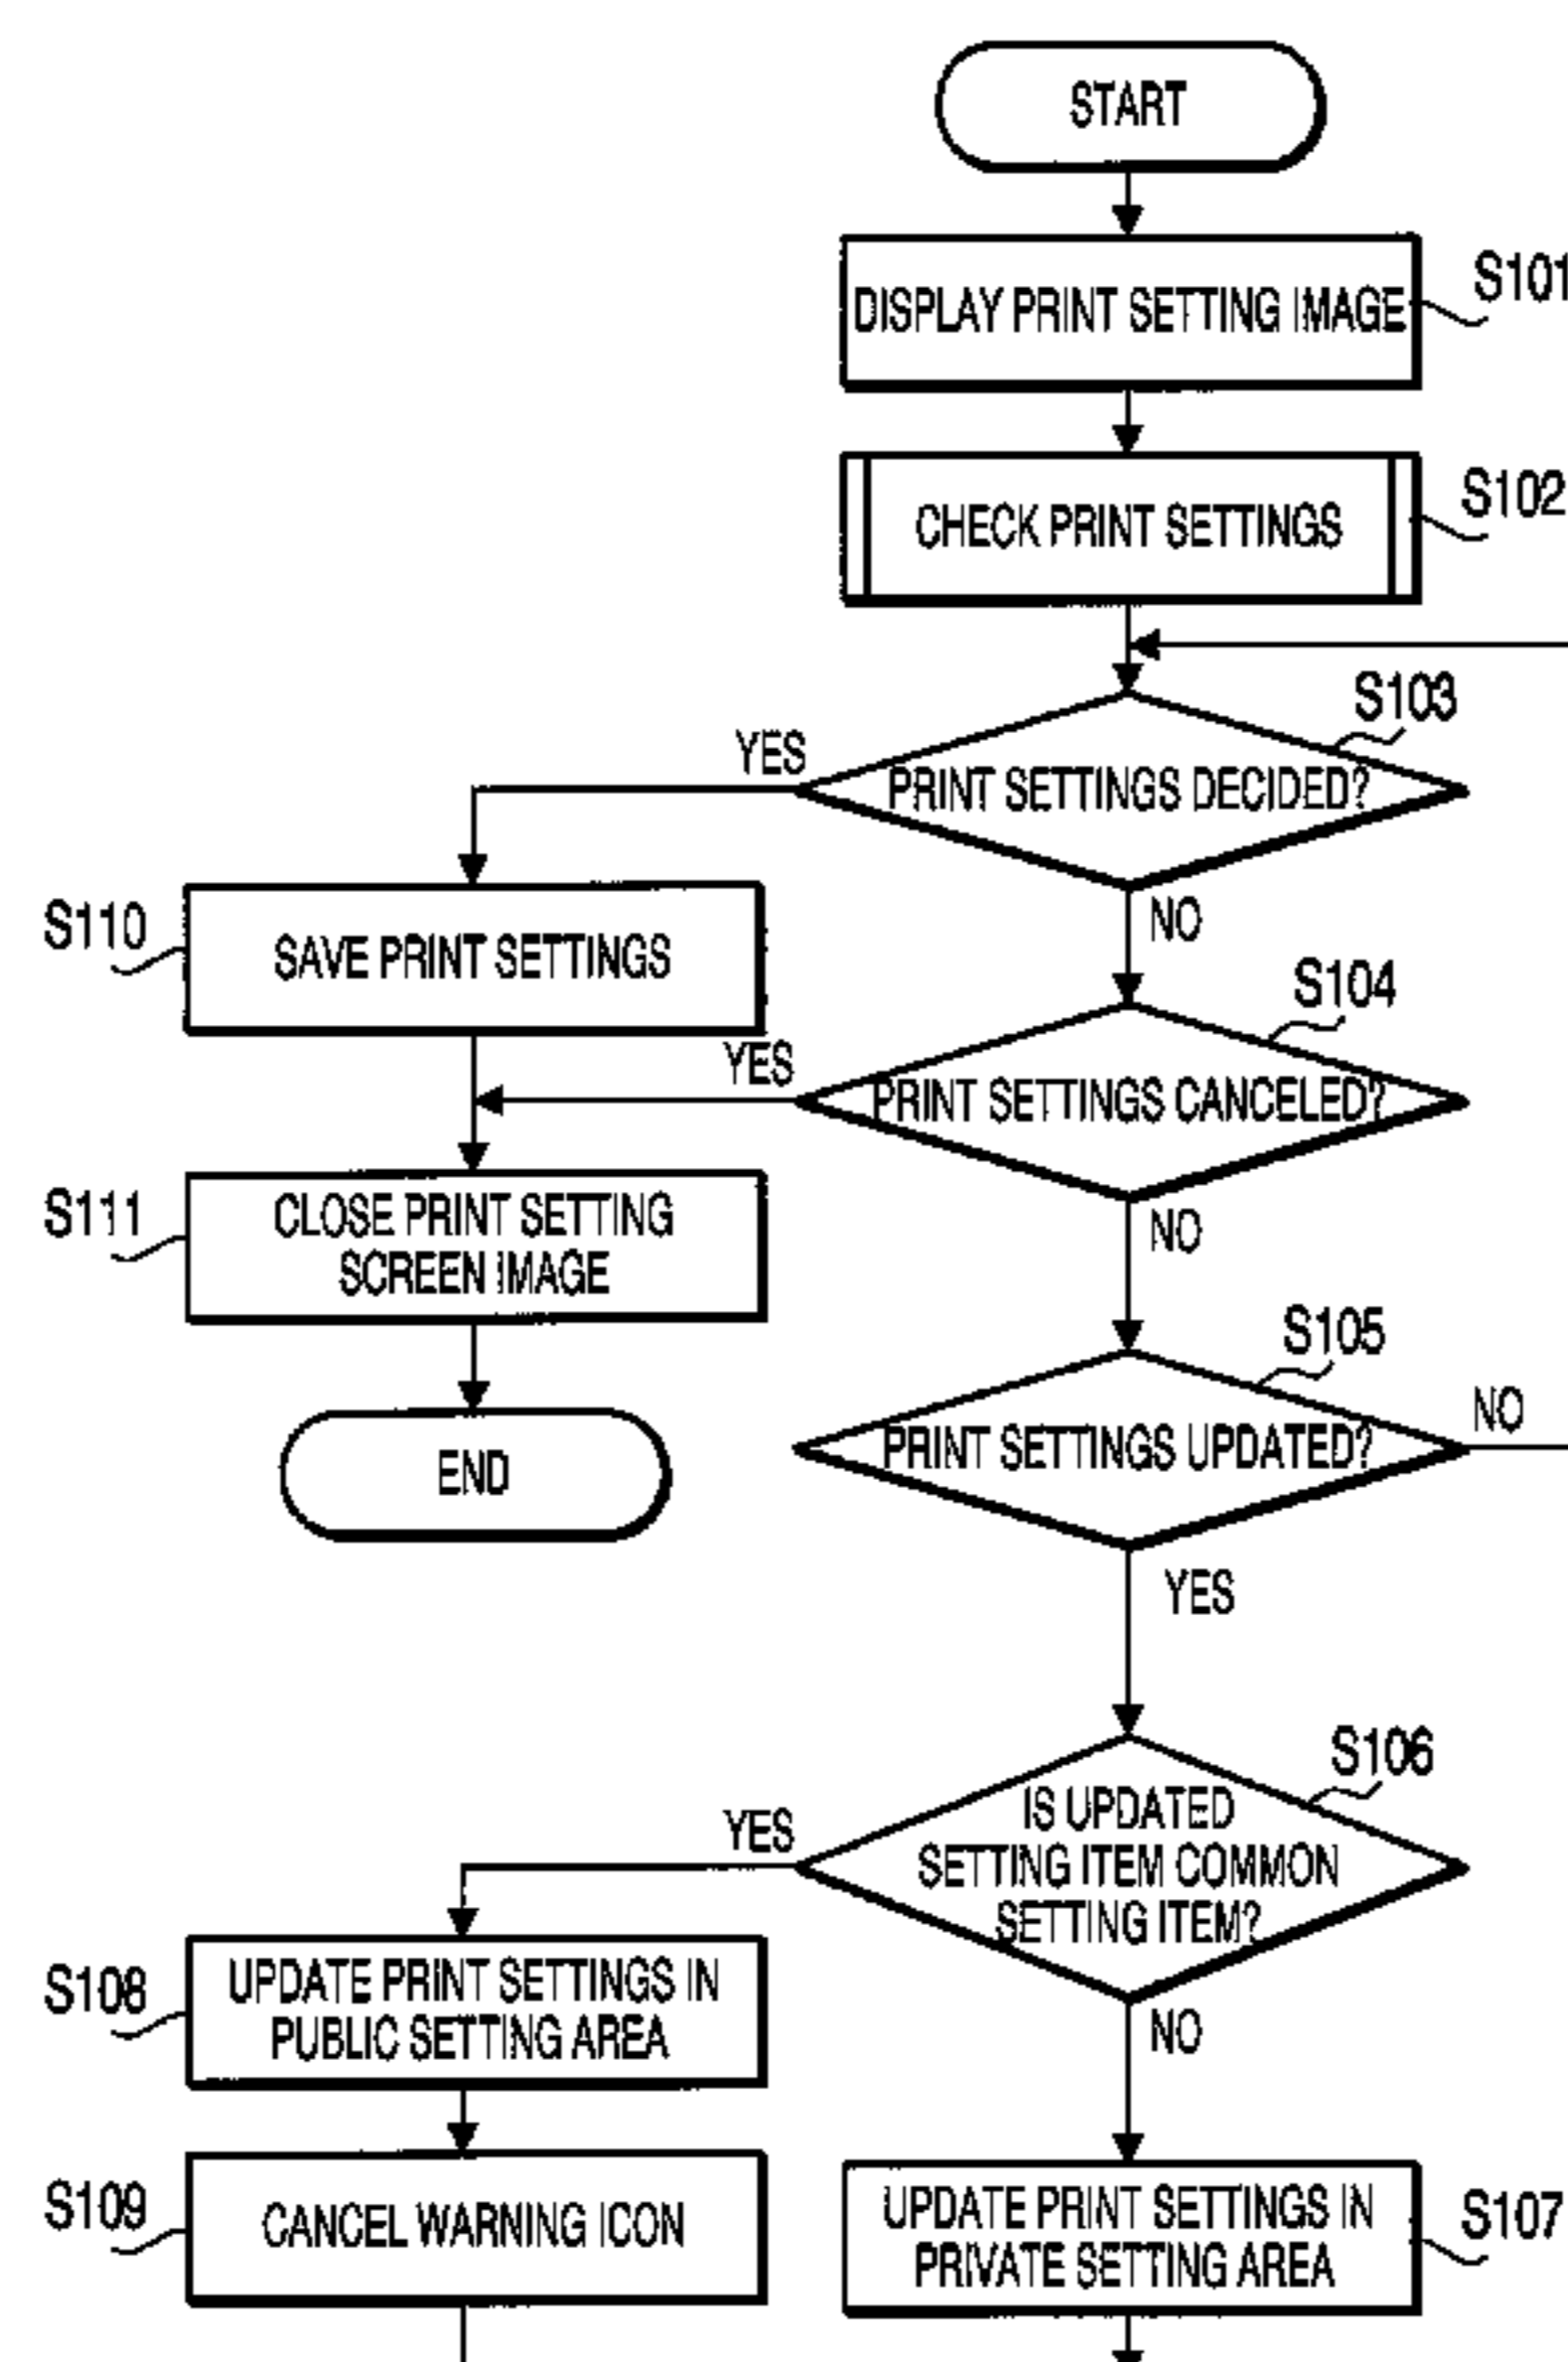 START
DISPLAY PRINT SETTING IMAGE
S101
CHECK PRINT SETTINGS
S102
S103
PRINT SETTINGS DECIDED?
YES
NO
S110
SAVE PRINT SETTINGS
S104
PRINT SETTINGS CANCELED?
YES
NO
S111
CLOSE PRINT SETTING
SCREEN IMAGE
END
S105
PRINT SETTINGS UPDATED?
NO
YES
S106
IS UPDATED
SETTING ITEM COMMON
SETTING ITEM?
YES
NO
S108
UPDATE PRINT SETTINGS IN
PUBLIC SETTING AREA
S109
CANCEL WARNING ICON
UPDATE PRINT SETTINGS IN
PRIVATE SETTING AREA
S107